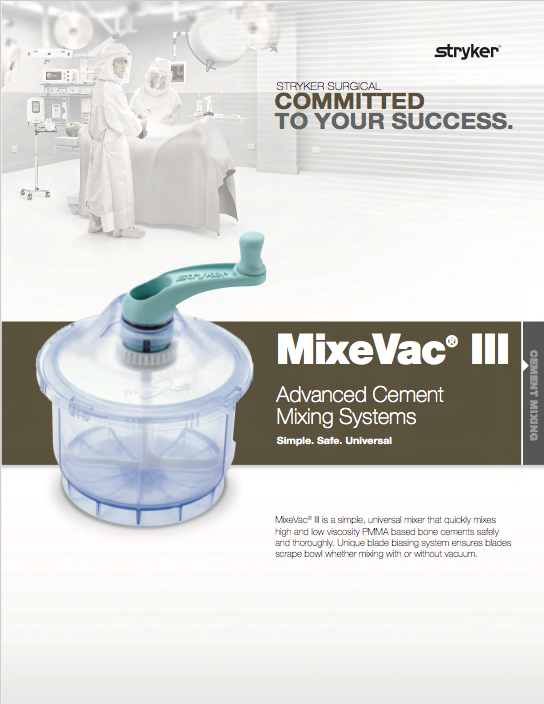 stryker®
STRYKER SURGICAL
COMMITTED
TO YOUR SUCCESS.
stryker
MixeVac® III
Advanced Cement
Mixing Systems
Simple. Safe. Universal
CEMENT MIXING
MixeVac® III is a simple, universal mixer that quickly mixes
high and low viscosity PMMA based bone cements safely
and thoroughly. Unique blade biasing system ensures blades
scrape bowl whether mixing with or without vacuum.